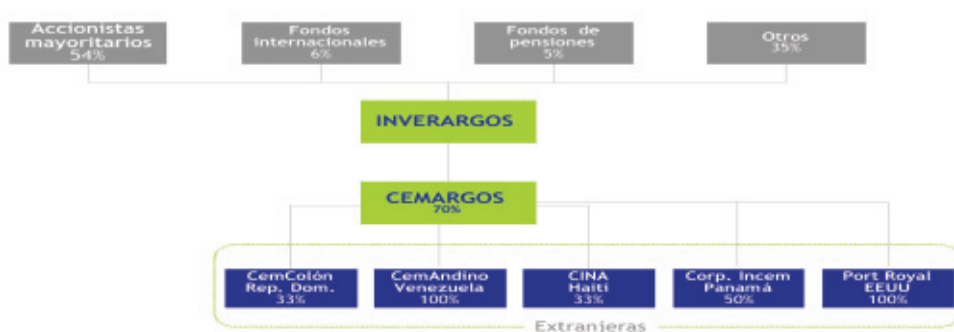 Accionistas
mayoritarios
54%
Fondos
internacionales
6%
Fondos de
pensiones
5%
Otros
35%
INVERARGOS
CEMARGOS
70%
CemColón
Rep. Dom.
33%
CemAndino
Venezuela
100%
CINA
Haití
33%
Corp. Incem
Panamá
50%
Port Royal
EEUU
100%
Extranjeras